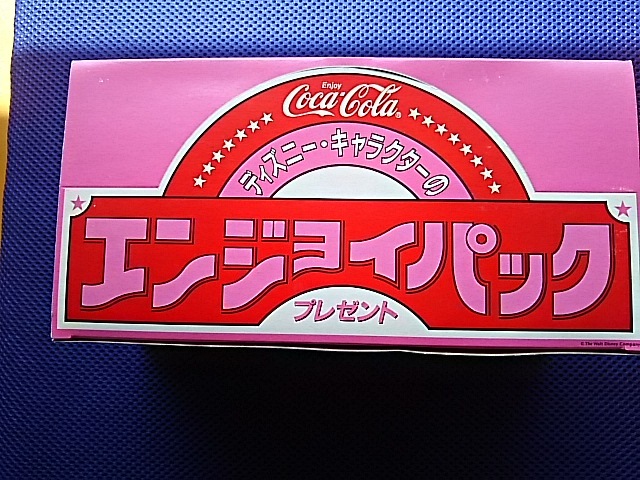 Enjoy
Coca-Cola®
ディズニー・キャラクターの
エンジョイパック
プレゼント
© The Walt Disney Company